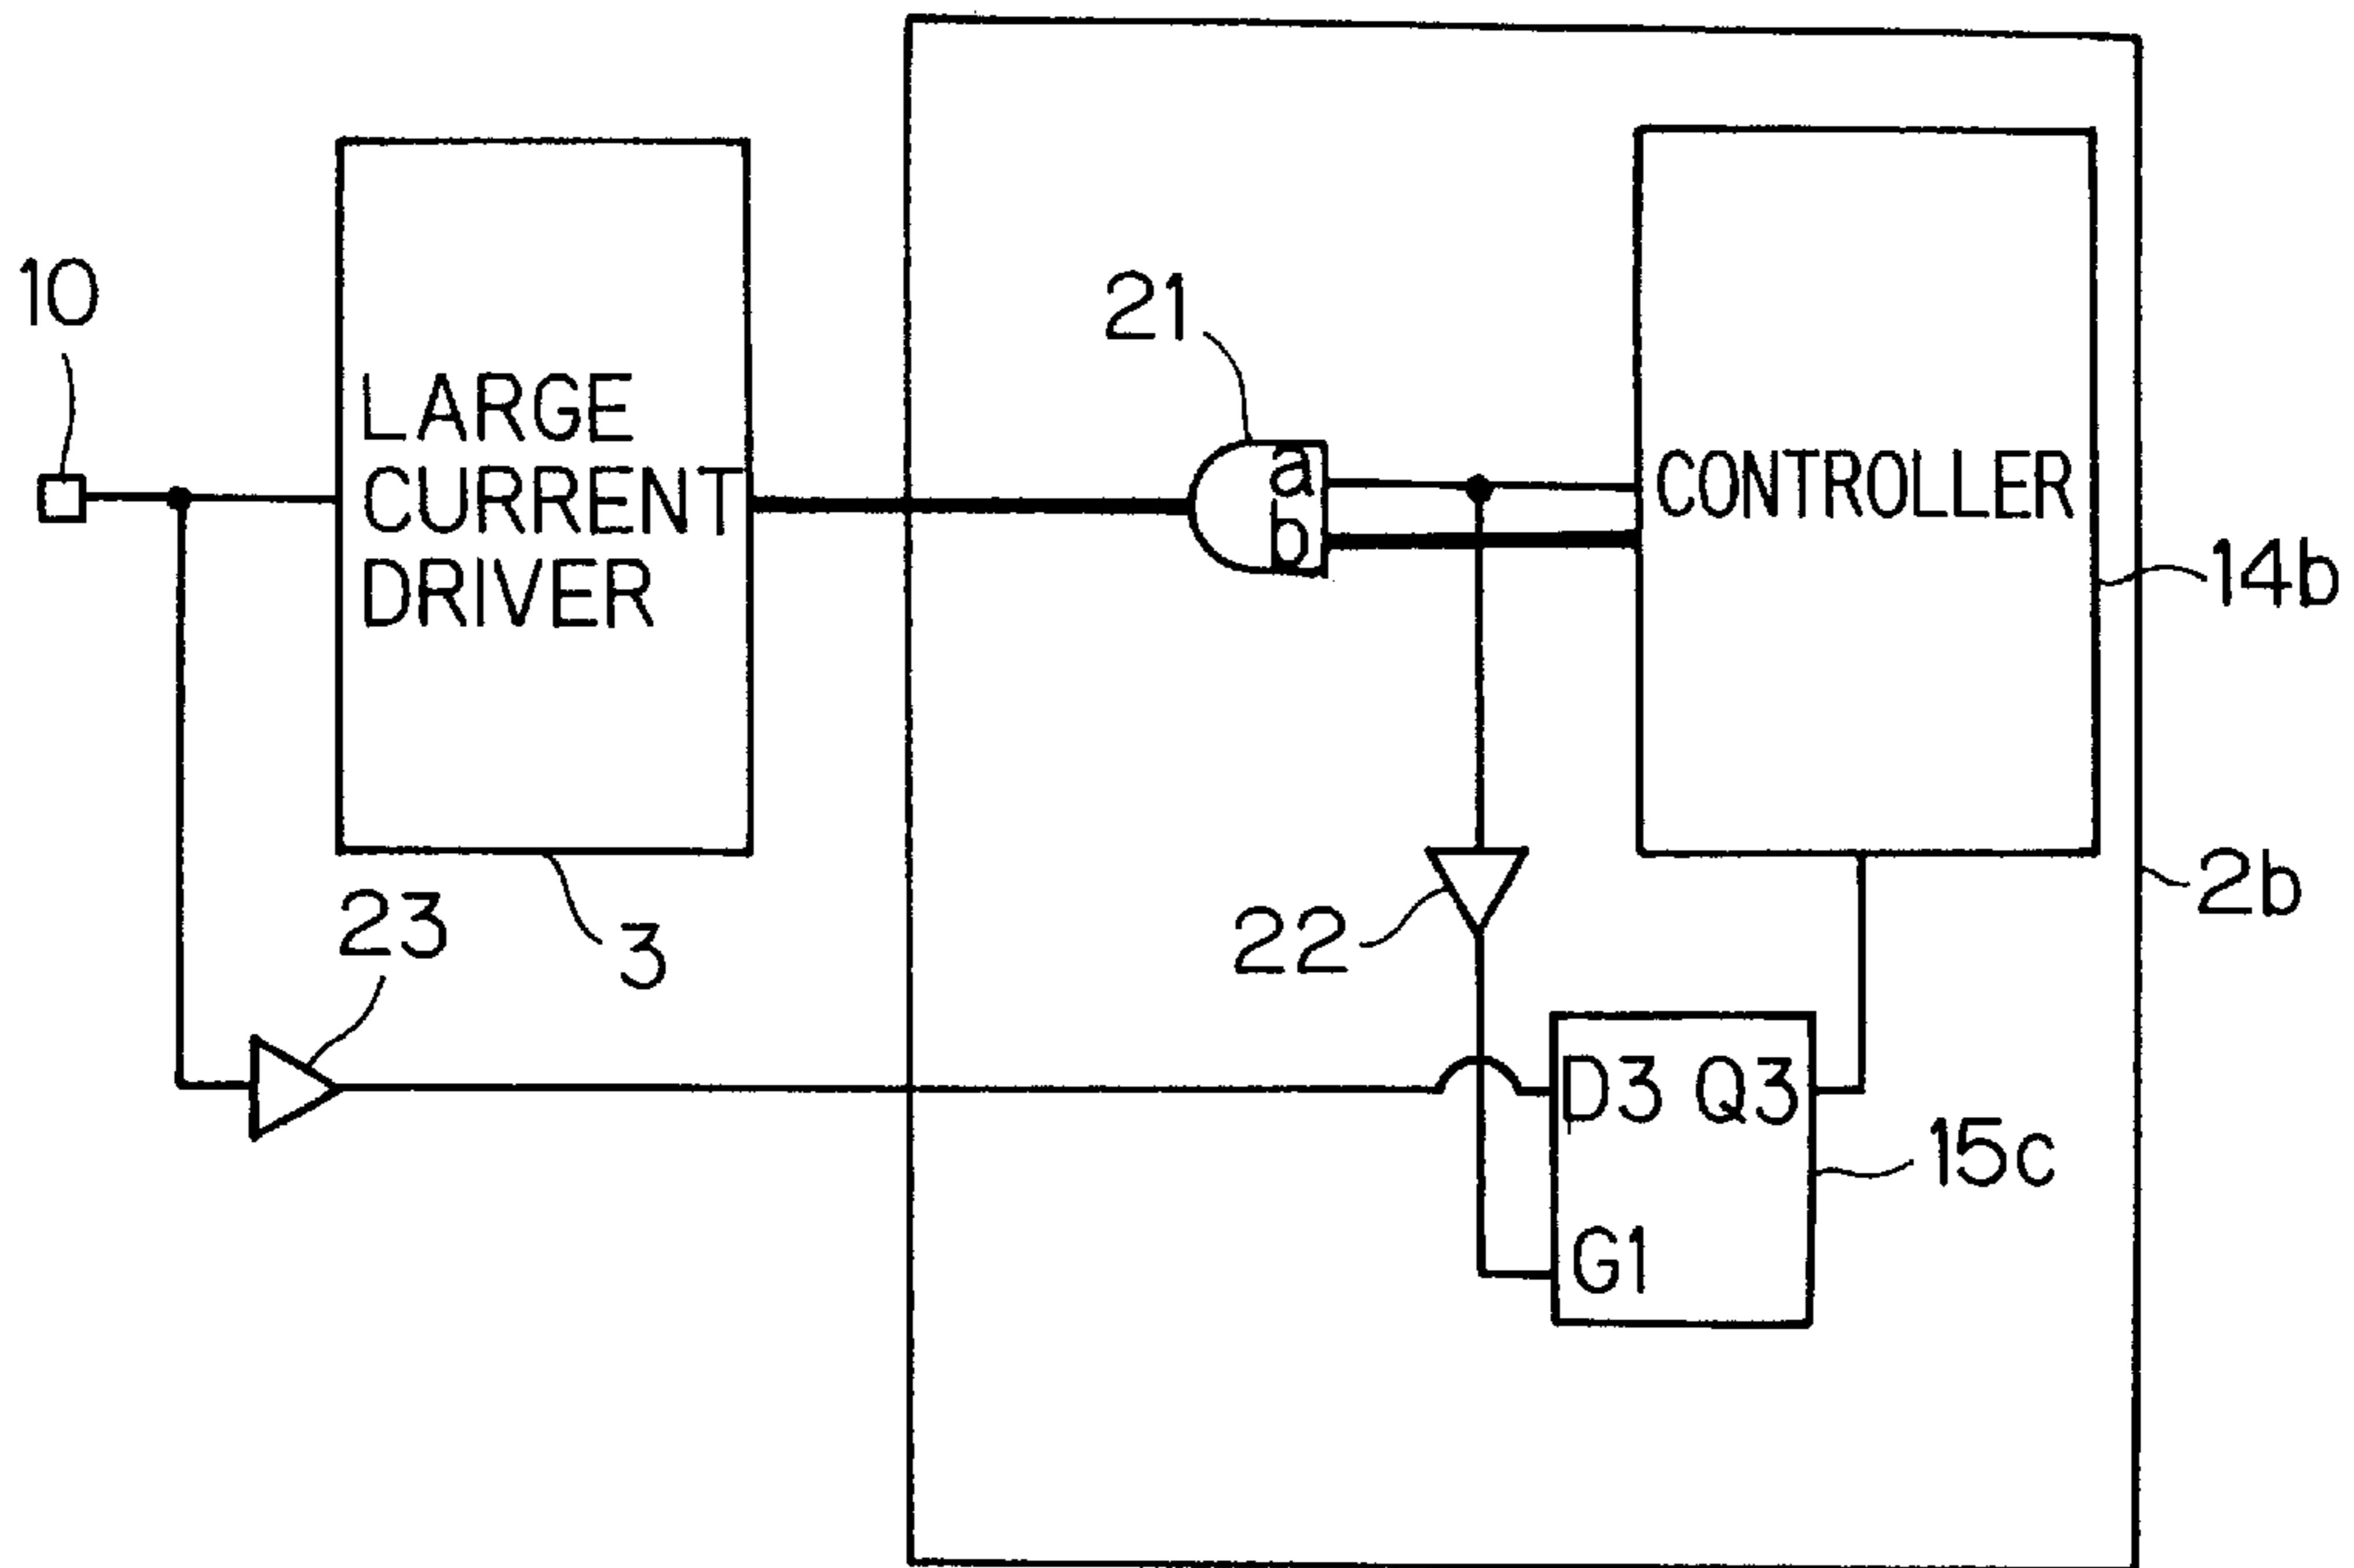 10
LARGE
CURRENT
DRIVER
3
23
21
a
b
CONTROLLER
14b
2b
22
D3 Q3
G1
15c